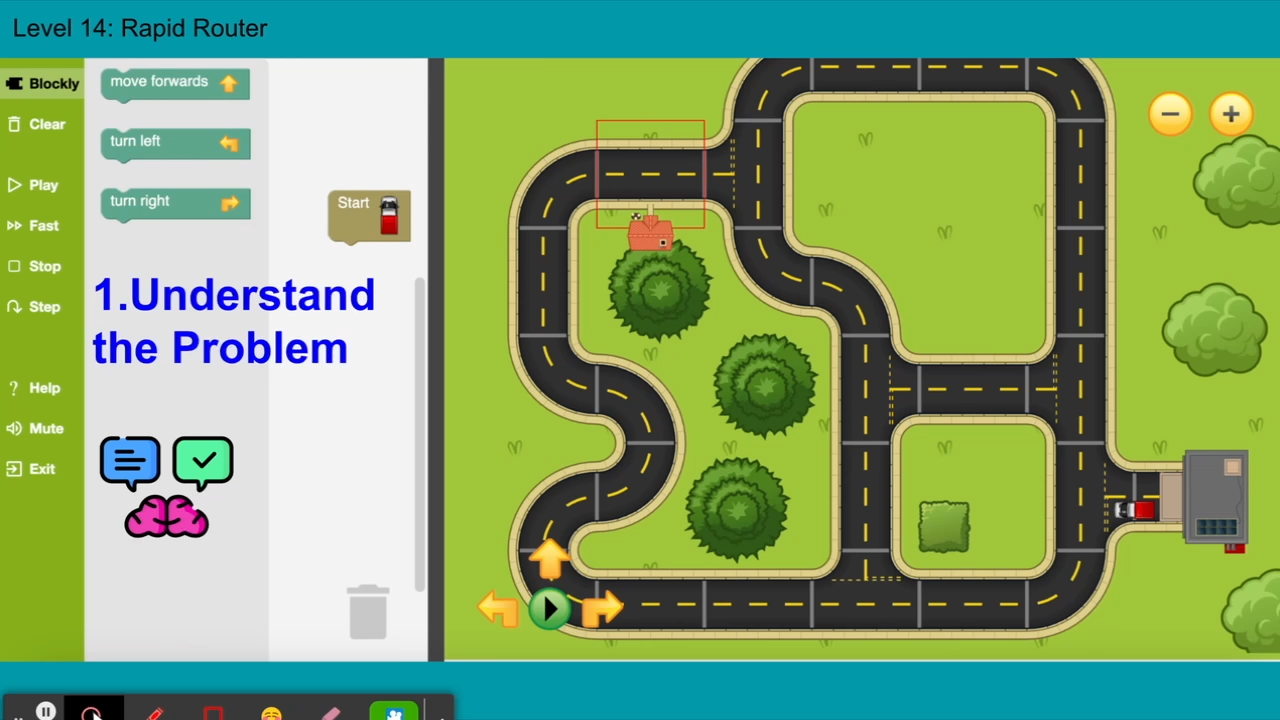 Level 14: Rapid Router
Blockly
Clear
Play
Fast
Stop
Step
Help
Mute
Exit
move forwards
turn left
turn right
Start
1.Understand
the Problem